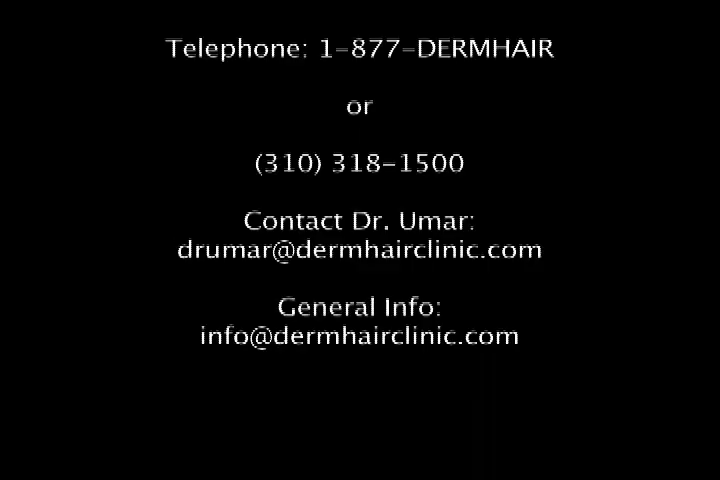 Telephone: 1-877-DERMHAIR
or
(310) 318-1500
Contact Dr. Umar:
drumar@dermhairclinic.com
General Info:
info@dermhairclinic.com